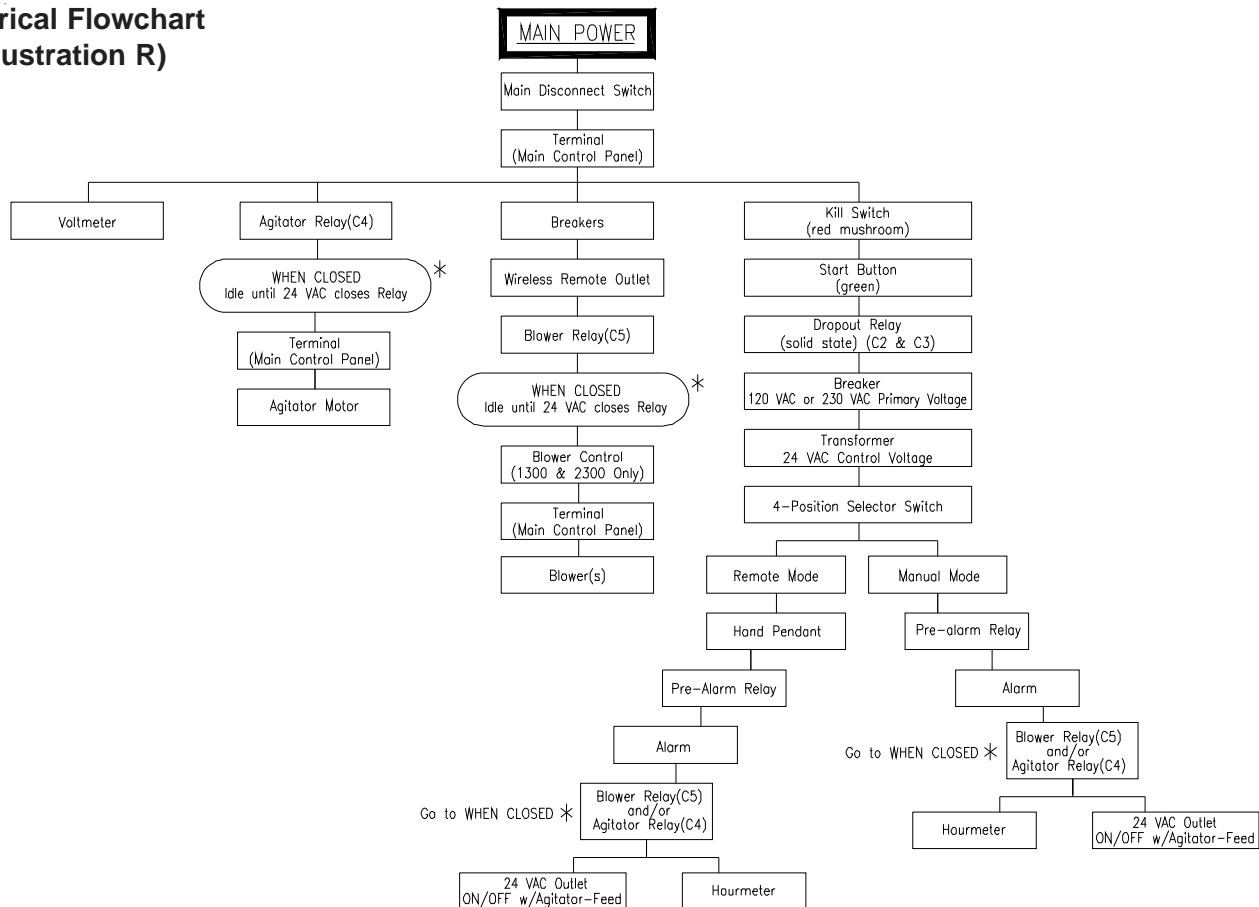 rical Flowchart
ustration R)
MAIN POWER
Main Disconnect Switch
Terminal
(Main Control Panel)
Voltmeter
Agitator Relay(C4)
WHEN CLOSED
Idle until 24 VAC closes Relay
*
Terminal
(Main Control Panel)
Agitator Motor
Breakers
Wireless Remote Outlet
Blower Relay(C5)
WHEN CLOSED
Idle until 24 VAC closes Relay
*
Blower Control
(1300 & 2300 Only)
Terminal
(Main Control Panel)
Blower(s)
Kill Switch
(red mushroom)
Start Button
(green)
Dropout Relay
(solid state) (C2 & C3)
Breaker
120 VAC or 230 VAC Primary Voltage
Transformer
24 VAC Control Voltage
4-Position Selector Switch
Remote Mode
Hand Pendant
Pre-Alarm Relay
Alarm
Go to WHEN CLOSED *
Blower Relay(C5)
and/or
Agitator Relay(C4)
24 VAC Outlet
ON/OFF w/Agitator-Feed
Hourmeter
Manual Mode
Pre-alarm Relay
Alarm
Go to WHEN CLOSED *
Blower Relay(C5)
and/or
Agitator Relay(C4)
Hourmeter
24 VAC Outlet
ON/OFF w/Agitator-Feed